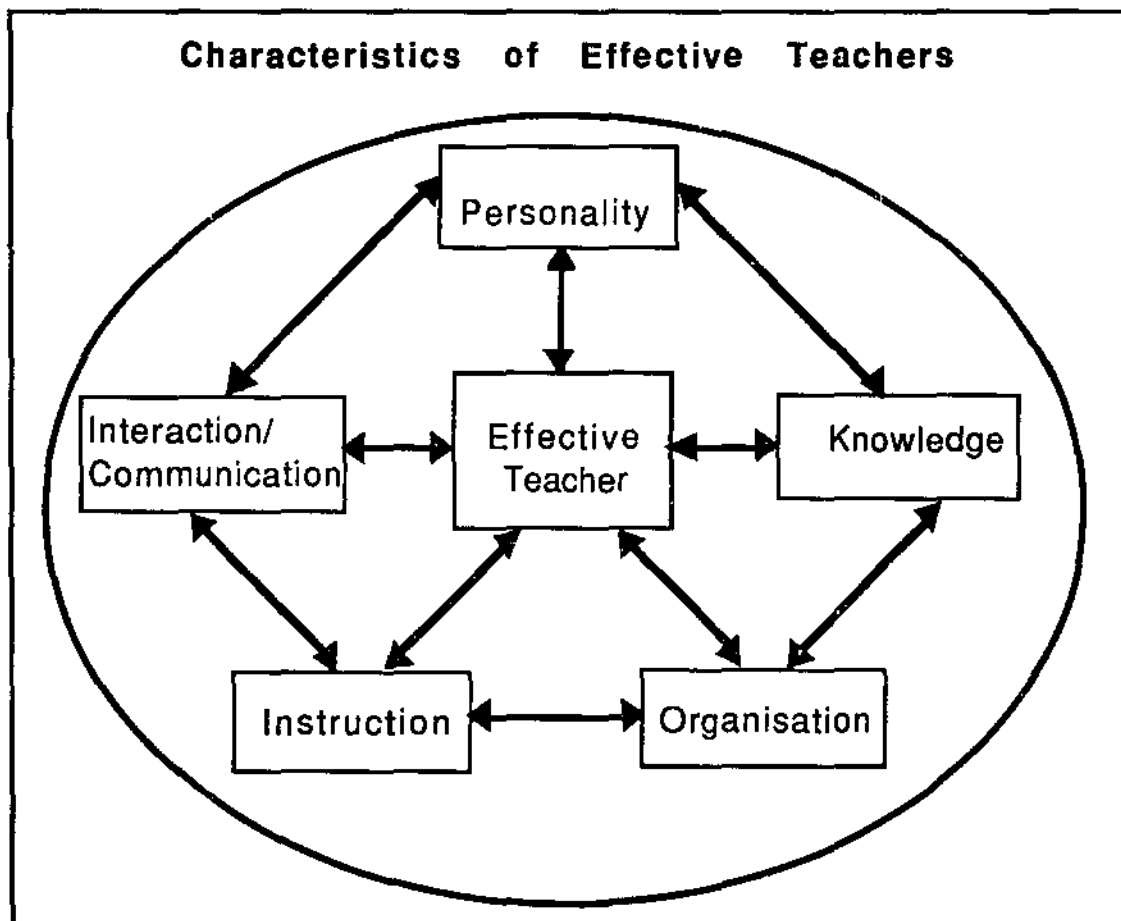 Characteristics of Effective Teachers
Personality
Interaction/
Communication
Effective
Teacher
Knowledge
Instruction
Organisation